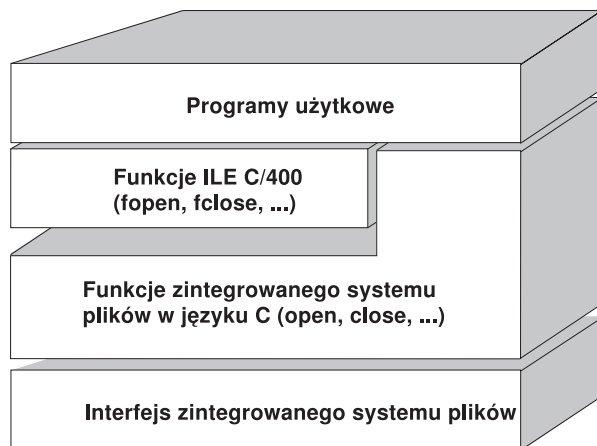 Programy użytkowe
Funkcje ILE C/400
(fopen, fclose, ...)
Funkcje zintegrowanego systemu
plików w języku C (open, close, ...)
Interfejs zintegrowanego systemu plików